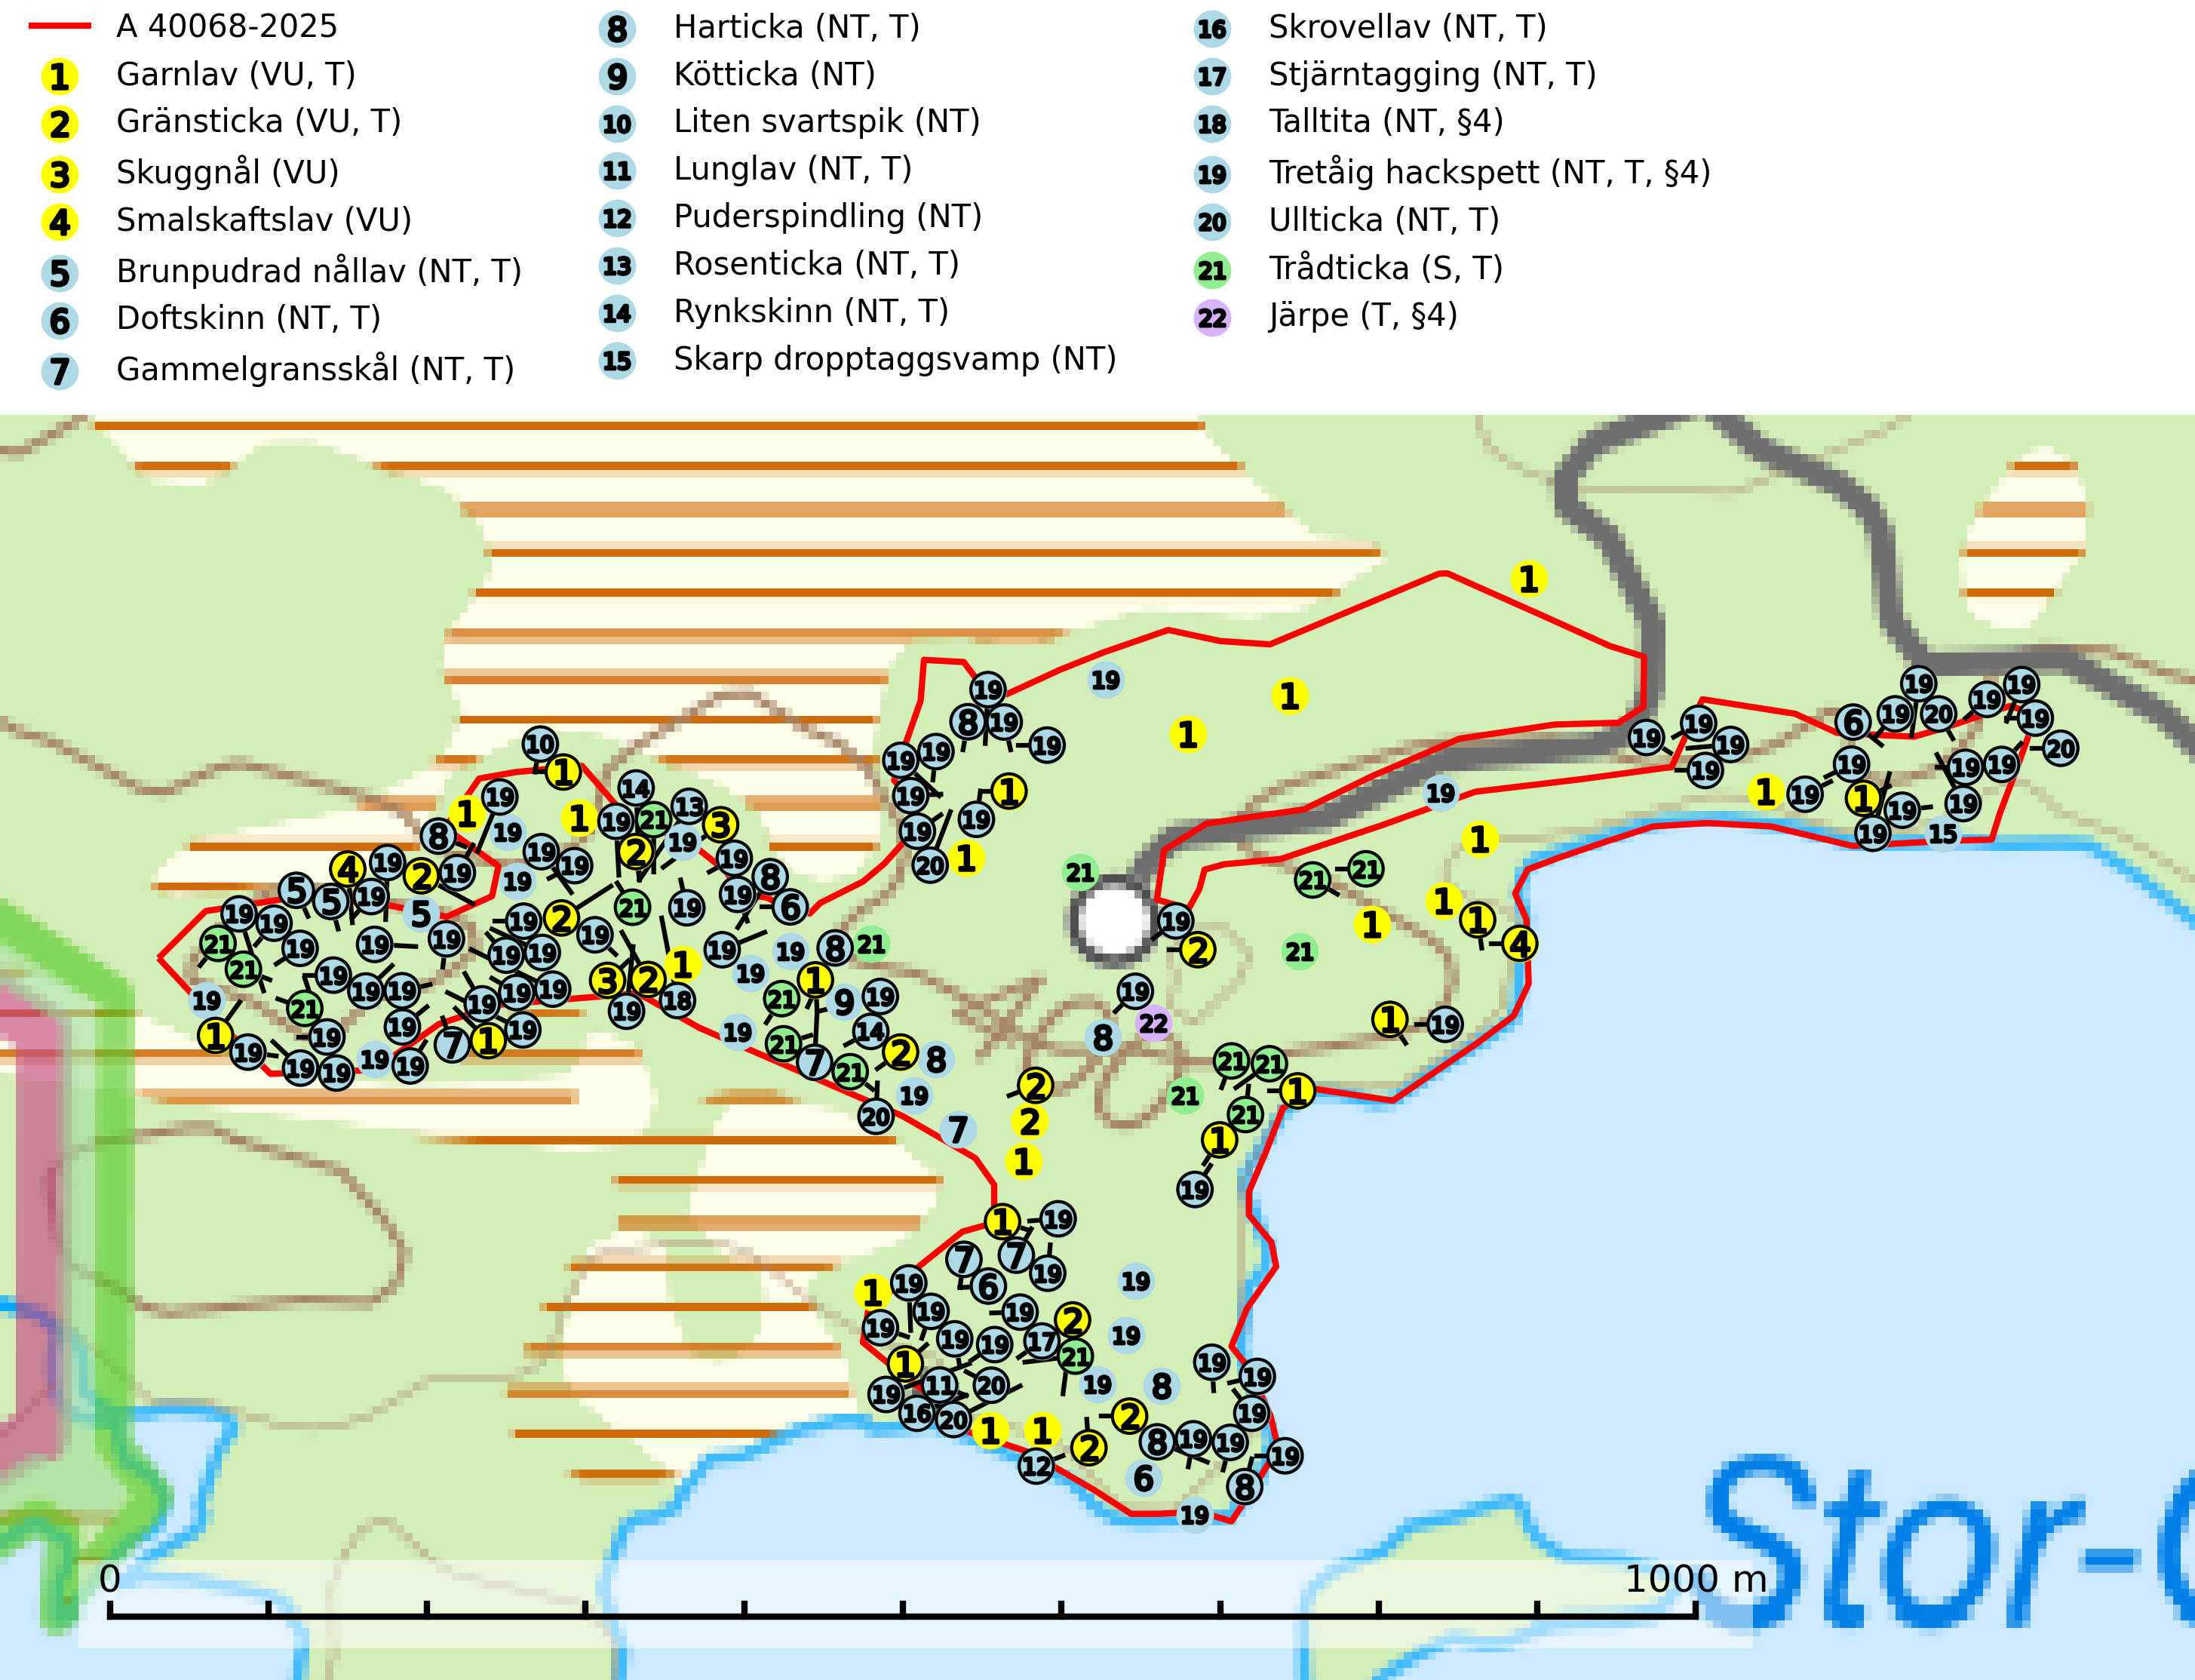 A 40068-2025
1 Garnlav (VU, T)
2 Gränsticka (VU, T)
3 Skuggnål (VU)
4 Smalskaftslav (VU)
5 Brunpudrad nållav (NT, T)
6 Doftskinn (NT, T)
7 Gammelgransskål (NT, T)
8 Harticka (NT, T)
9 Kötticka (NT)
10 Liten svartspik (NT)
11 Lunglav (NT, T)
12 Puderspindling (NT)
13 Rosenticka (NT, T)
14 Rynkskinn (NT, T)
15 Skarp dropptaggsvamp (NT)
16 Skrovellav (NT, T)
17 Stjärntagging (NT, T)
18 Talltita (NT, §4)
19 Tretåig hackspett (NT, T, §4)
20 Ullticka (NT, T)
21 Trådticka (S, T)
22 Järpe (T, §4)
Stor-
0
1000 m